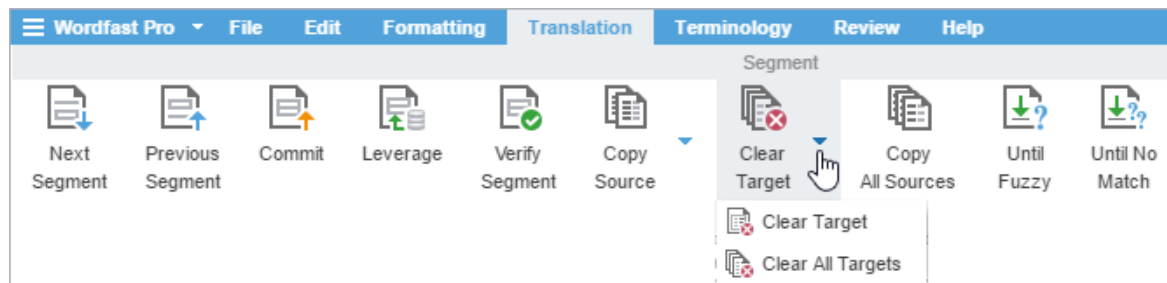 Wordfast Pro File Edit Formatting Translation Terminology Review Help
Segment
Next Segment
Previous Segment
Commit
Leverage
Verify Segment
Copy Source
Clear Target
Copy All Sources
Until Fuzzy
Until No Match
Clear Target
Clear All Targets